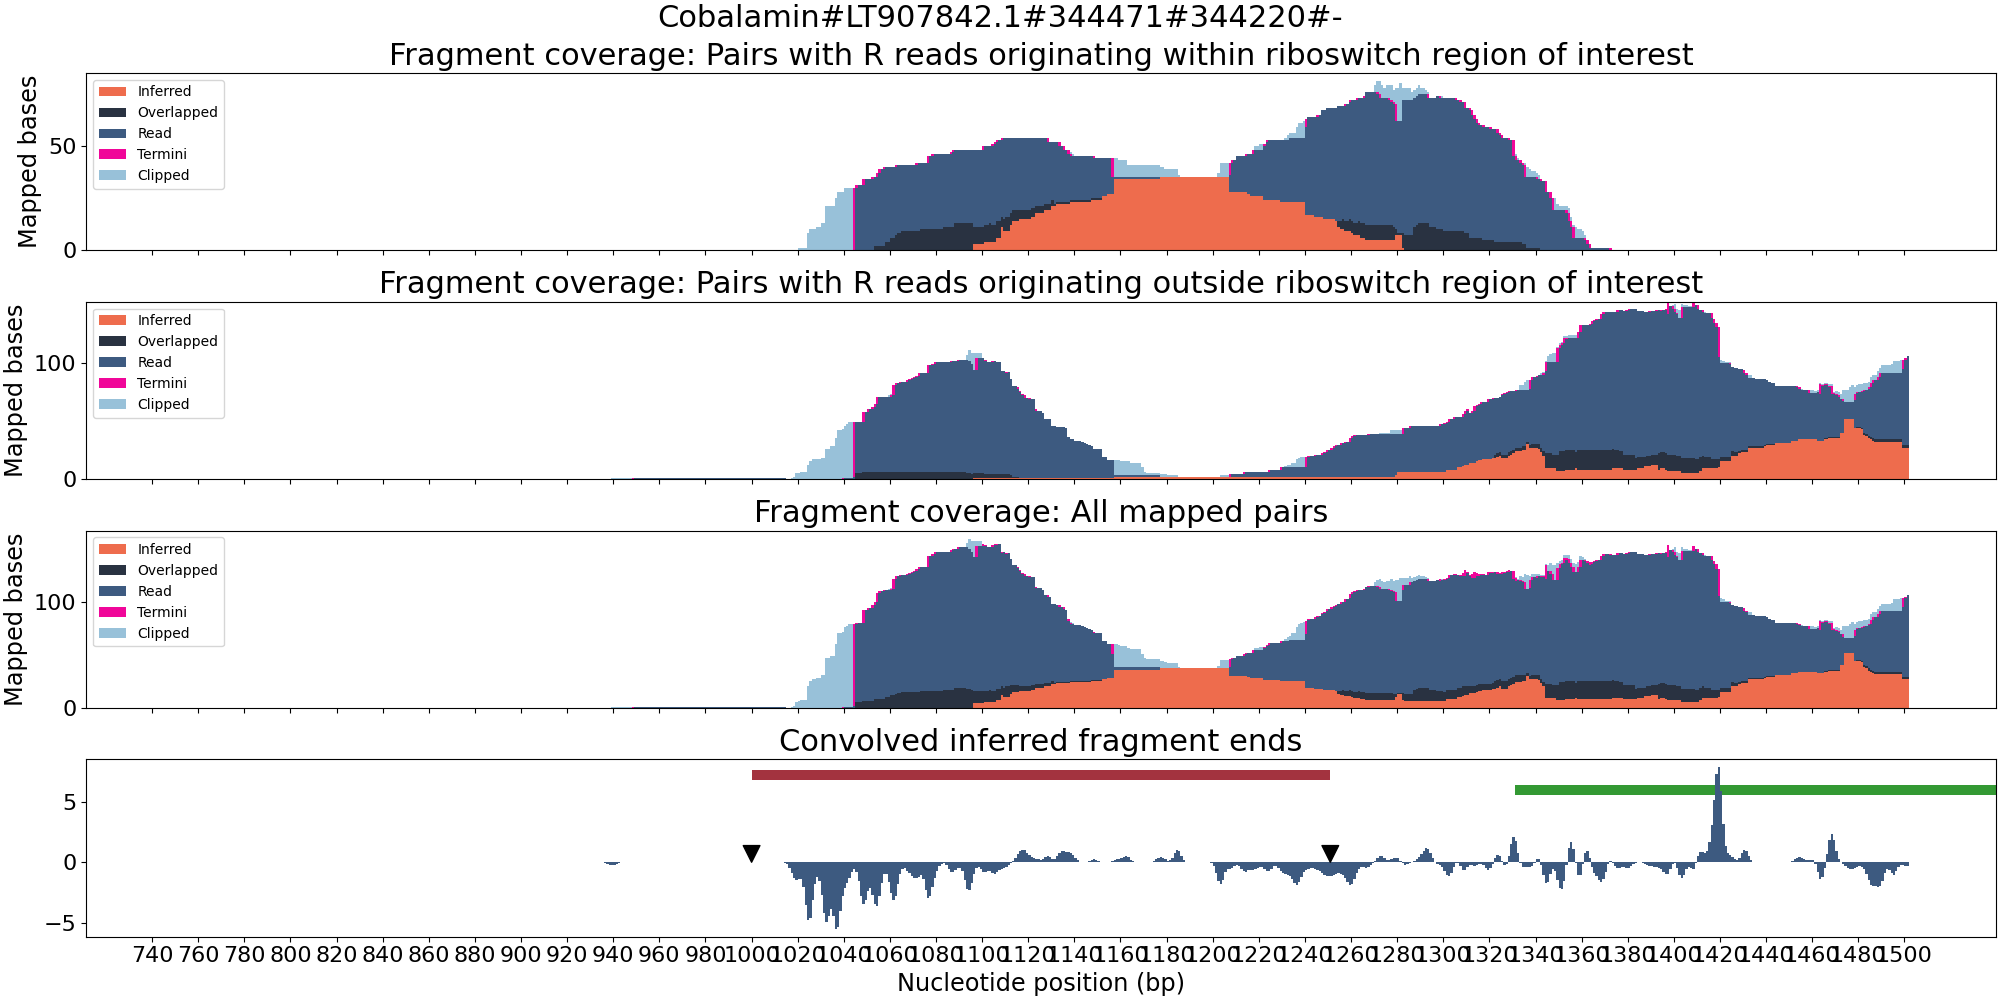 Cobalamin#LT907842.1#344471#344220#-
Fragment coverage: Pairs with R reads originating within riboswitch region of interest
Mapped bases
50
0
Inferred
Overlapped
Read
Termini
Clipped
Fragment coverage: Pairs with R reads originating outside riboswitch region of interest
Mapped bases
100
0
Inferred
Overlapped
Read
Termini
Clipped
Fragment coverage: All mapped pairs
Mapped bases
100
0
Inferred
Overlapped
Read
Termini
Clipped
Convolved inferred fragment ends
5
0
−5
740 760 780 800 820 840 860 880 900 920 940 960 980 1000 1020 1040 1060 1080 1100 1120 1140 1160 1180 1200 1220 1240 1260 1280 1300 1320 1340 1360 1380 1400 1420 1440 1460 1480 1500
Nucleotide position (bp)